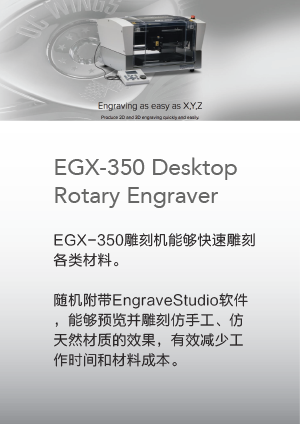 Engraving as easy as X,Y,Z
Produce 2D and 3D engraving quickly and easily.
EGX-350 Desktop
Rotary Engraver
EGX-350雕刻机能够快速雕刻
各类材料。
随机附带EngraveStudio软件
，能够预览并雕刻仿手工、仿
天然材质的效果，有效减少工
作时间和材料成本。